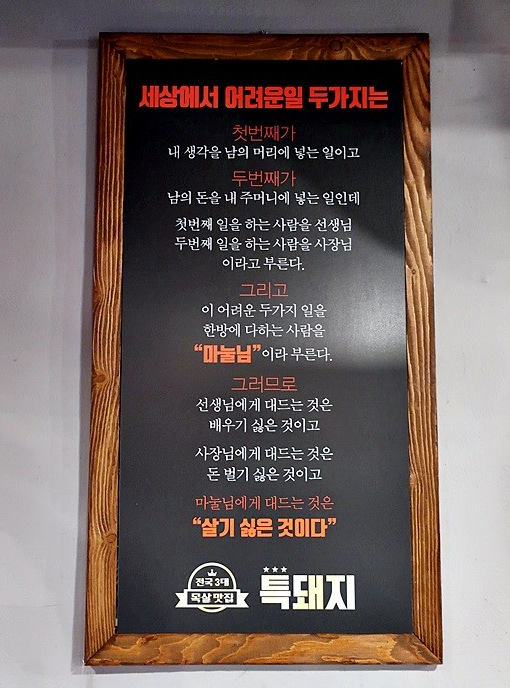 세상에서 어려운일 두가지는
첫번째가
내 생각을 남의 머리에 넣는 일이고
두번째가
남의 돈을 내 주머니에 넣는 일인데
첫번째 일을 하는 사람을 선생님
두번째 일을 하는 사람을 사장님
이라고 부른다.
그리고
이 어려운 두가지 일을
한방에 다하는 사람을
“마눌님”이라 부른다.
그러므로
선생님에게 대드는 것은
배우기 싫은 것이고
사장님에게 대드는 것은
돈 벌기 싫은 것이고
마눌님에게 대드는 것은
“살기 싫은 것이다”
전국 3대
목살 맛집
특돼지